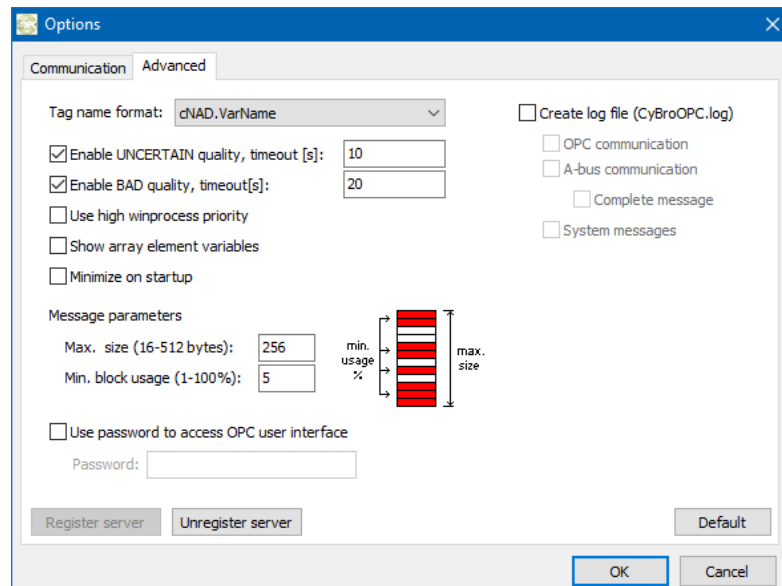 Options
Communication
Advanced
Tag name format: cNAD.VarName
Enable UNCERTAIN quality, timeout [s]: 10
Enable BAD quality, timeout[s]: 20
Use high winprocess priority
Show array element variables
Minimize on startup
Create log file (CyBroOPC.log)
OPC communication
A-bus communication
Complete message
System messages
Message parameters
Max. size (16-512 bytes): 256
Min. block usage (1-100%): 5
min.
usage
%
max.
size
Use password to access OPC user interface
Password:
Register server
Unregister server
Default
OK
Cancel